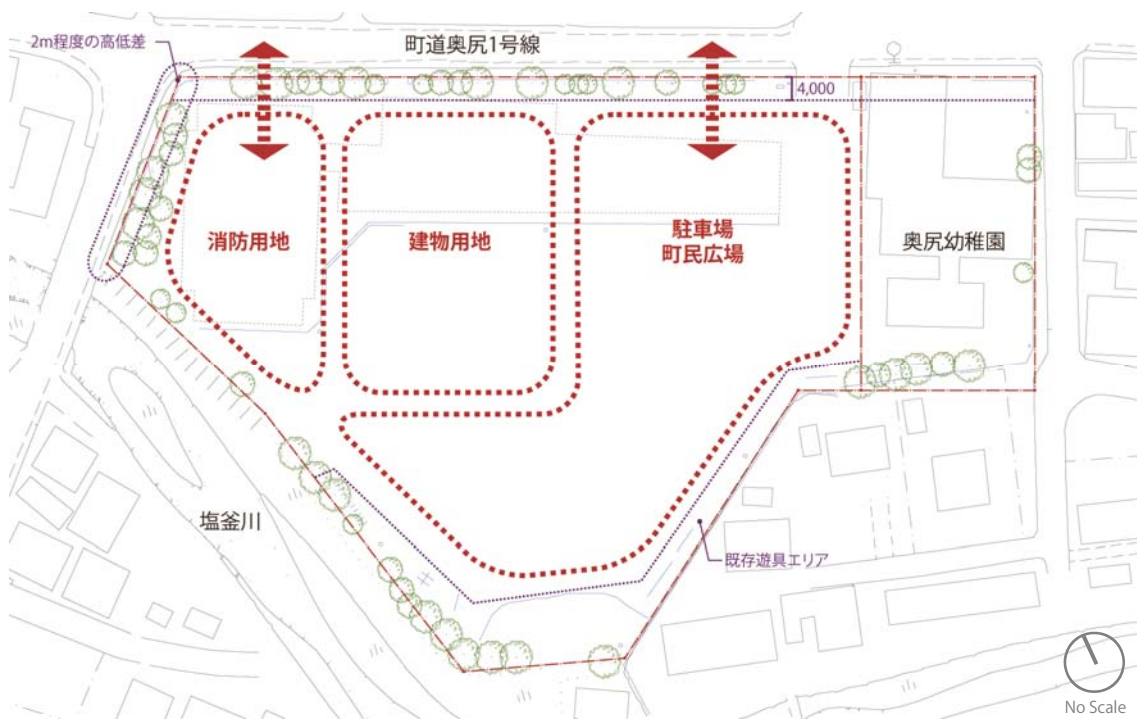 2m程度の高低差
町道奥尻1号線
4,000
消防用地
建物用地
駐車場
町民広場
奥尻幼稚園
塩釜川
既存遊具エリア
No Scale